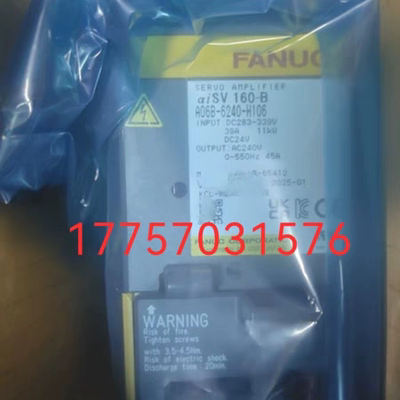 FANUC
SERVO AMPLIFIER
αiSV 160-B
A06B-6240-H106
INPUT: DC283-339V
39A 11kW
DC24V
OUTPUT: AC240V
0-550Hz 45A
2025-01
17757031576
FANUC CORPORATION
WARNING
Risk of fire.
Tighten screws
with 3.5-4.5Nm.
Risk of electric shock.
Discharge time: 20min.